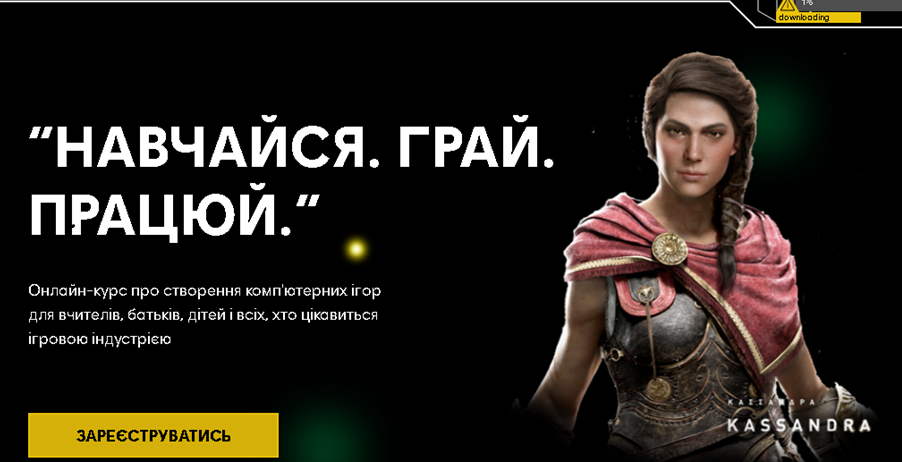 1%
downloading
“НАВЧАЙСЯ. ГРАЙ.
ПРАЦЮЙ.”
Онлайн-курс про створення комп'ютерних ігор
для вчителів, батьків, дітей і всіх, хто цікавиться
ігровою індустрією
ЗАРЕЄСТРУВАТИСЬ
КАССАНДРА
KASSANDRA